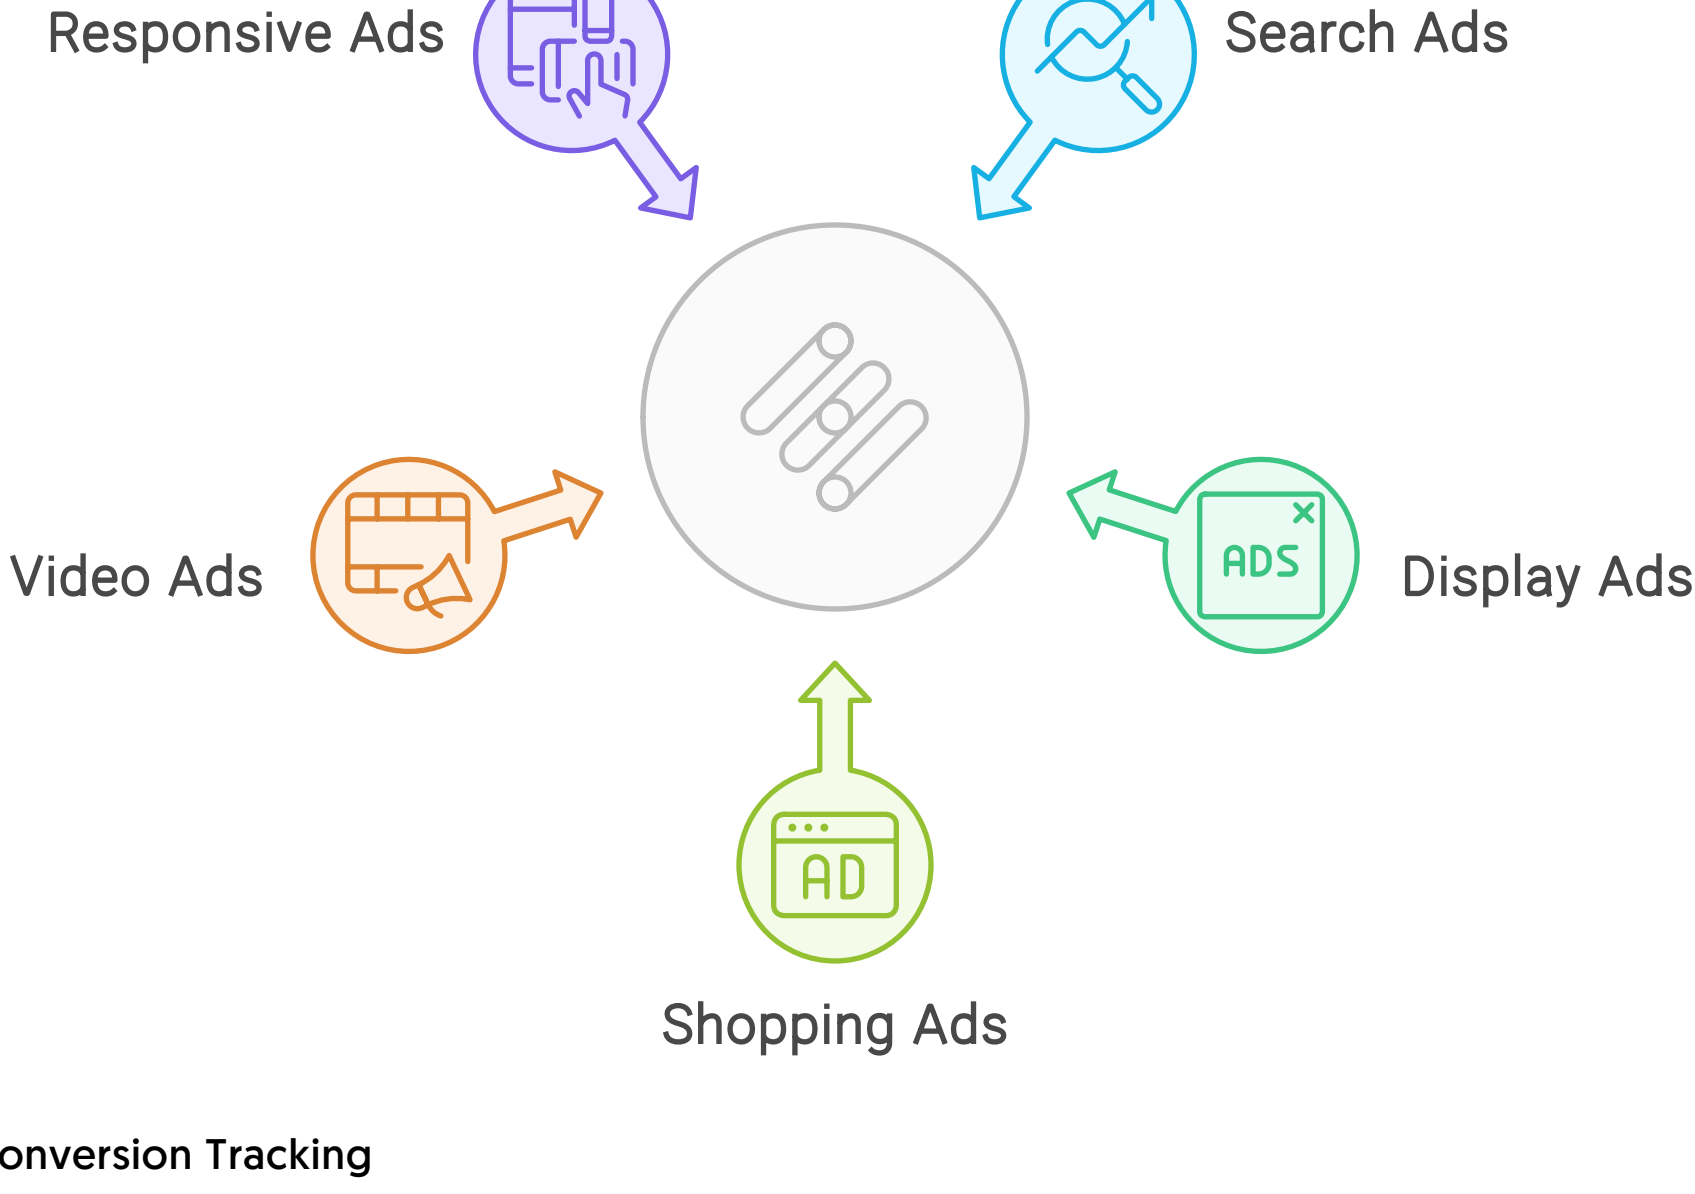 Responsive Ads
Search Ads
Video Ads
ADS
Display Ads
AD
Shopping Ads
onversion Tracking